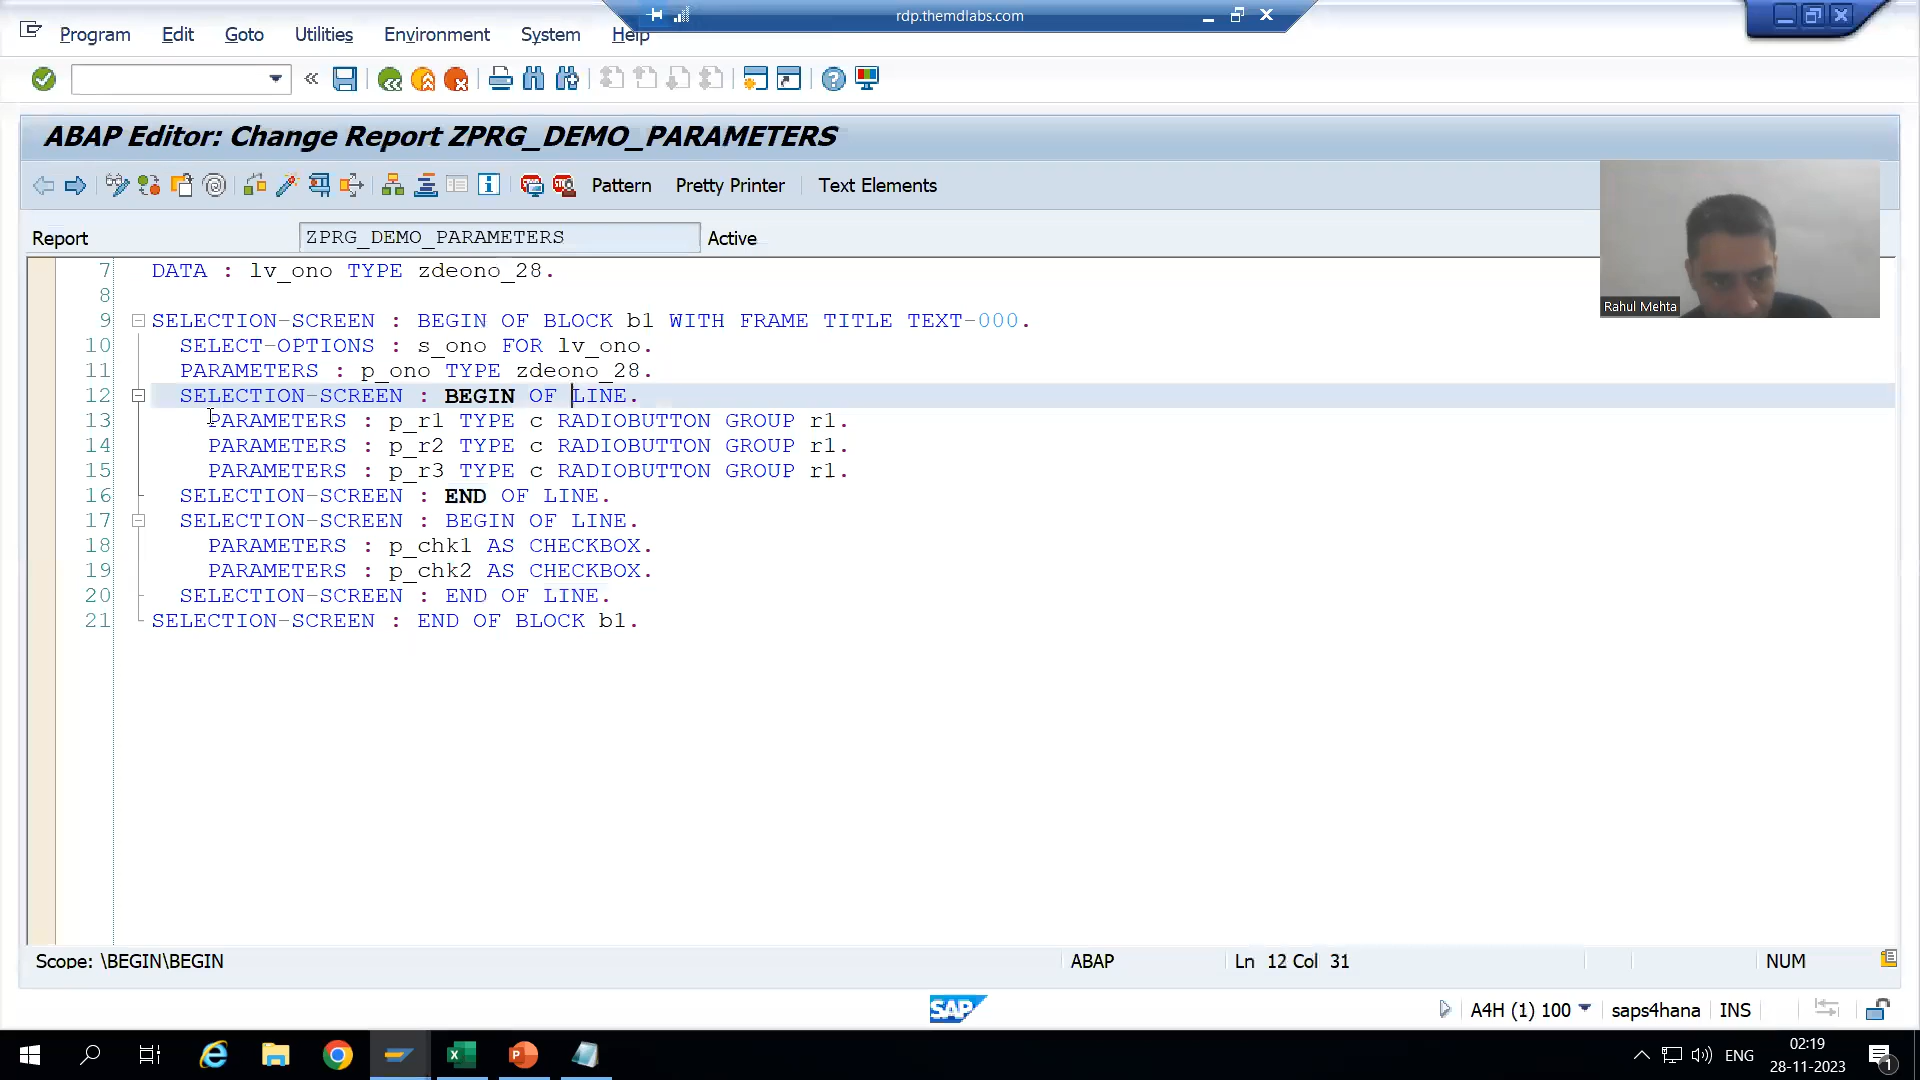 rdp.themdlabs.com
Program Edit Goto Utilities Environment System Help
ABAP Editor: Change Report ZPRG_DEMO_PARAMETERS
Pattern Pretty Printer Text Elements
Report ZPRG_DEMO_PARAMETERS Active
Rahul Mehta
7 DATA : lv_ono TYPE zdeono_28.
8
9 SELECTION-SCREEN : BEGIN OF BLOCK b1 WITH FRAME TITLE TEXT-000.
10 SELECT-OPTIONS : s_ono FOR lv_ono.
11 PARAMETERS : p_ono TYPE zdeono_28.
12 SELECTION-SCREEN : BEGIN OF LINE.
13 PARAMETERS : p_r1 TYPE c RADIOBUTTON GROUP r1.
14 PARAMETERS : p_r2 TYPE c RADIOBUTTON GROUP r1.
15 PARAMETERS : p_r3 TYPE c RADIOBUTTON GROUP r1.
16 SELECTION-SCREEN : END OF LINE.
17 SELECTION-SCREEN : BEGIN OF LINE.
18 PARAMETERS : p_chk1 AS CHECKBOX.
19 PARAMETERS : p_chk2 AS CHECKBOX.
20 SELECTION-SCREEN : END OF LINE.
21 SELECTION-SCREEN : END OF BLOCK b1.
Scope: \BEGIN\BEGIN ABAP Ln 12 Col 31 NUM
SAP A4H (1) 100 saps4hana INS
ENG 02:19
28-11-2023
1